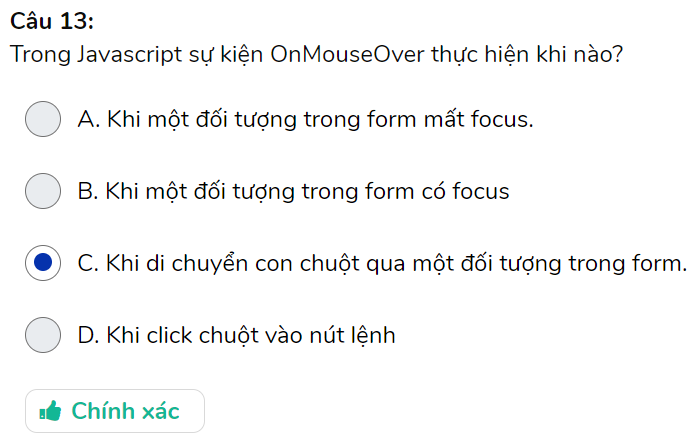 Câu 13:
Trong Javascript sự kiện OnMouseOver thực hiện khi nào?
A. Khi một đối tượng trong form mất focus.
B. Khi một đối tượng trong form có focus
C. Khi di chuyển con chuột qua một đối tượng trong form.
D. Khi click chuột vào nút lệnh
Chính xác